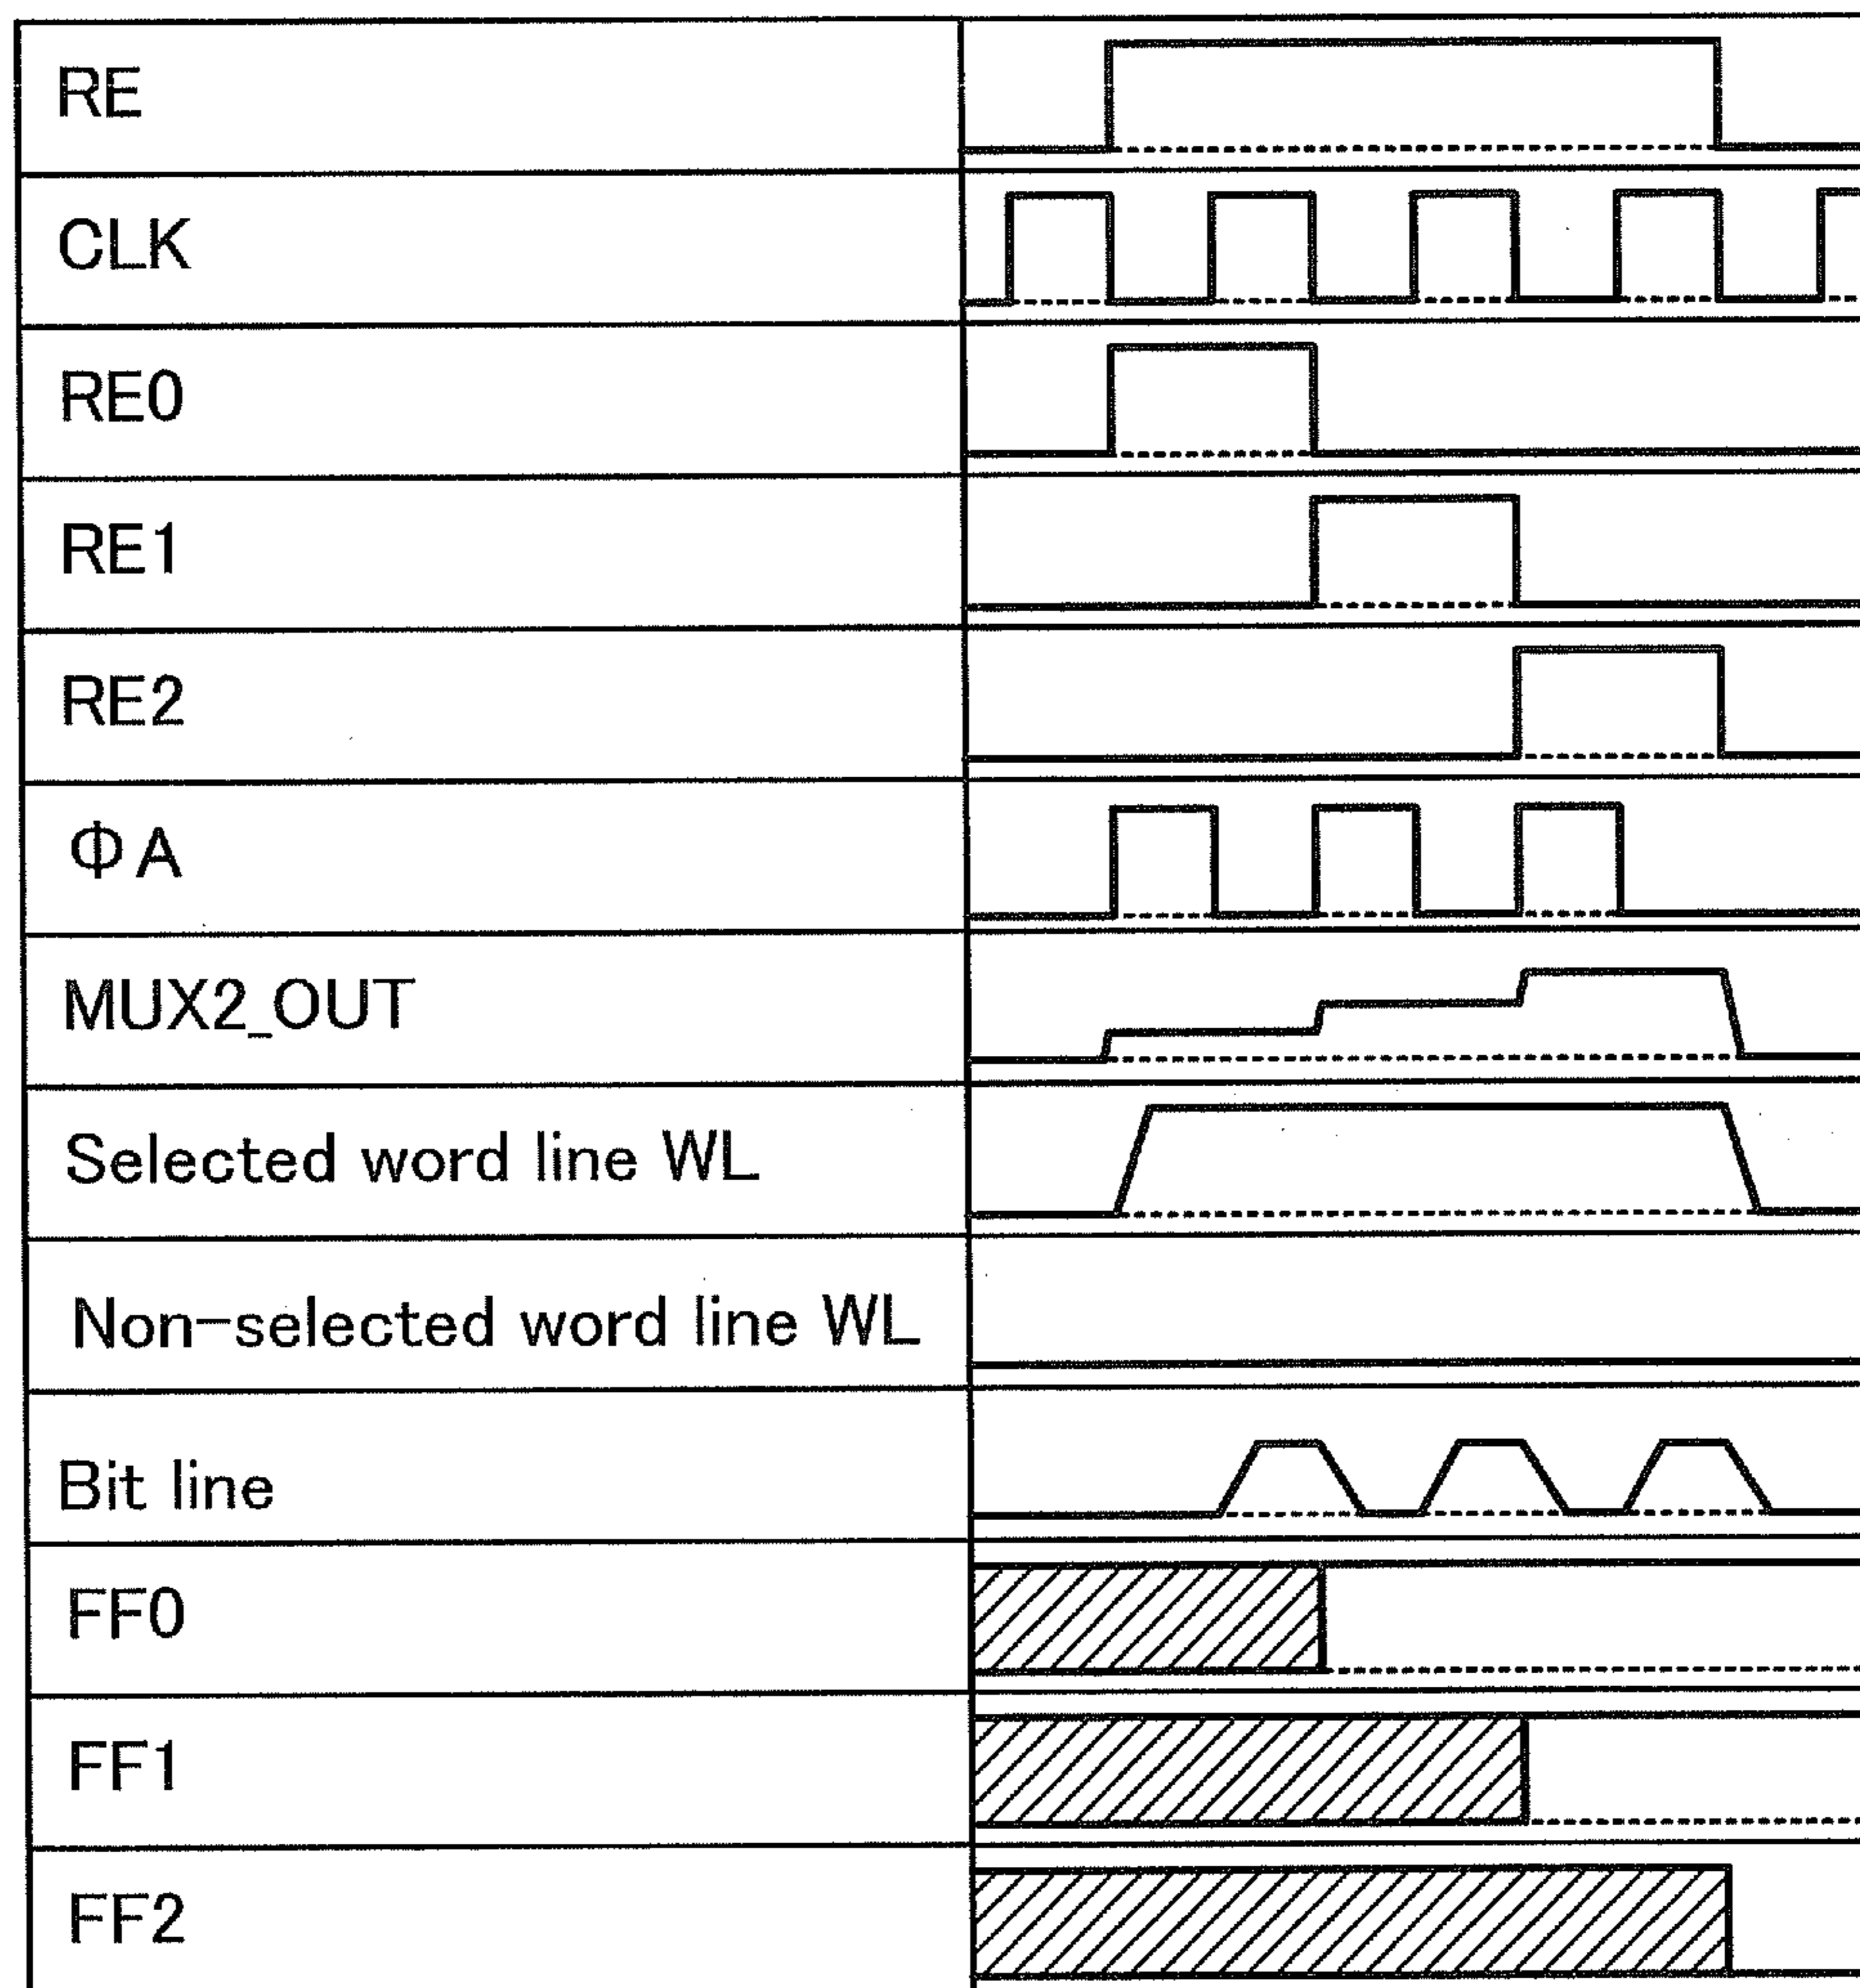 RE
CLK
RE0
RE1
RE2
ΦA
MUX2_OUT
Selected word line WL
Non-selected word line WL
Bit line
FF0
FF1
FF2